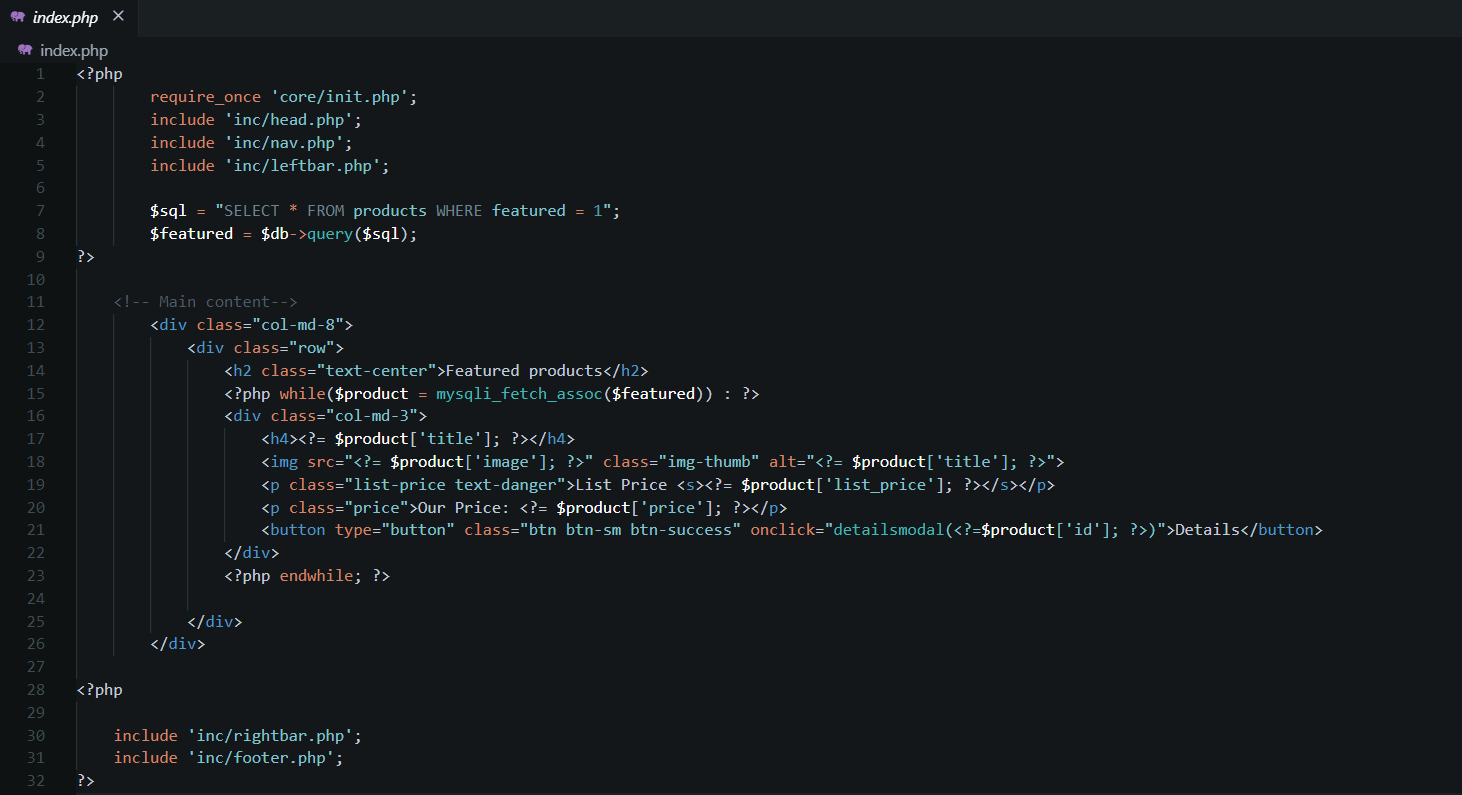 index.php ×
index.php
1 <?php
2 require_once 'core/init.php';
3 include 'inc/head.php';
4 include 'inc/nav.php';
5 include 'inc/leftbar.php';
6
7 $sql = "SELECT * FROM products WHERE featured = 1";
8 $featured = $db->query($sql);
9 ?>
10
11 <!-- Main content-->
12 <div class="col-md-8">
13 <div class="row">
14 <h2 class="text-center">Featured products</h2>
15 <?php while($product = mysqli_fetch_assoc($featured)) : ?>
16 <div class="col-md-3">
17 <h4><?= $product['title']; ?></h4>
18 <img src="<?= $product['image']; ?>" class="img-thumb" alt="<?= $product['title']; ?>">
19 <p class="list-price text-danger">List Price <s><?= $product['list_price']; ?></s></p>
20 <p class="price">Our Price: <?= $product['price']; ?></p>
21 <button type="button" class="btn btn-sm btn-success" onclick="detailsmodal(<?=$product['id']; ?>)">Details</button>
22 </div>
23 <?php endwhile; ?>
24
25 </div>
26 </div>
27
28 <?php
29
30 include 'inc/rightbar.php';
31 include 'inc/footer.php';
32 ?>